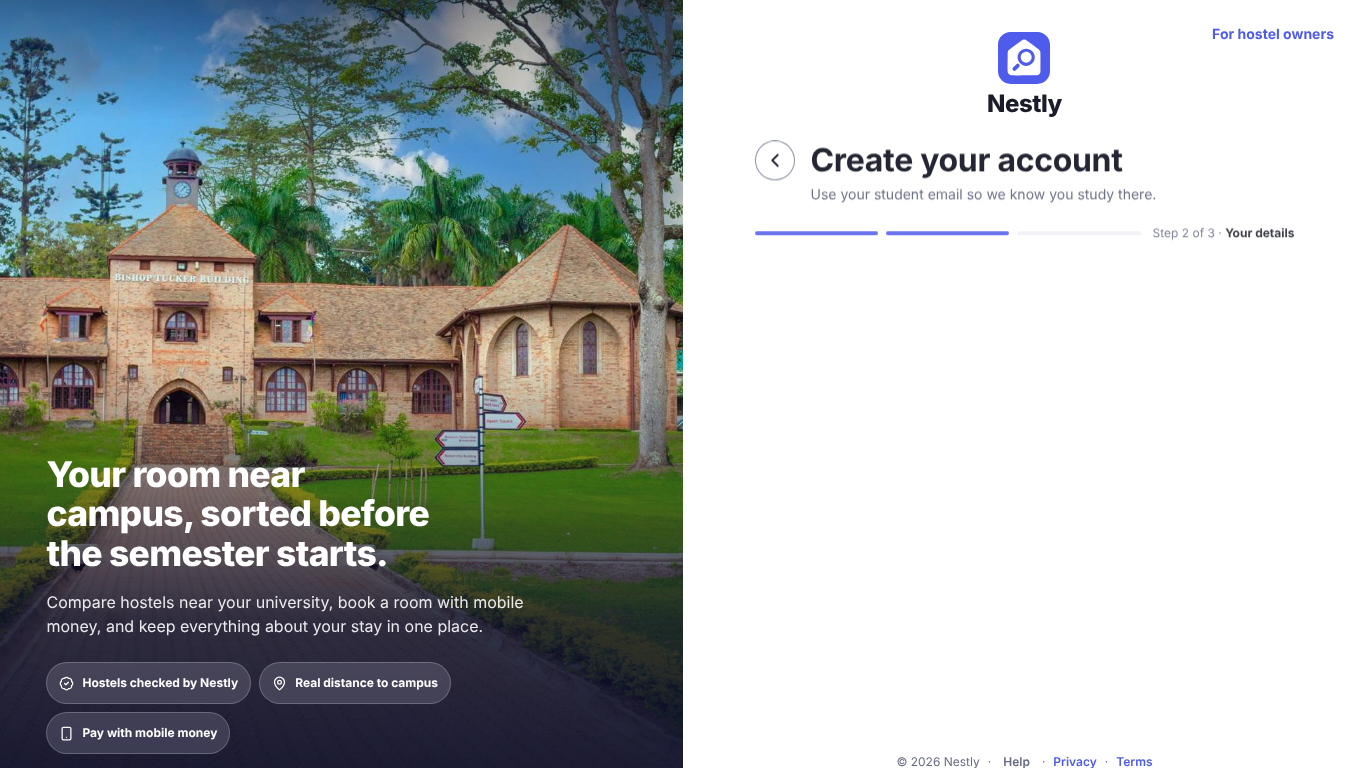 BISHOP TUCKER BUILDING
Your room near
campus, sorted before
the semester starts.
Compare hostels near your university, book a room with mobile
money, and keep everything about your stay in one place.
Hostels checked by Nestly
Real distance to campus
Pay with mobile money
For hostel owners
Nestly
Create your account
Use your student email so we know you study there.
Step 2 of 3 · Your details
© 2026 Nestly · Help · Privacy · Terms